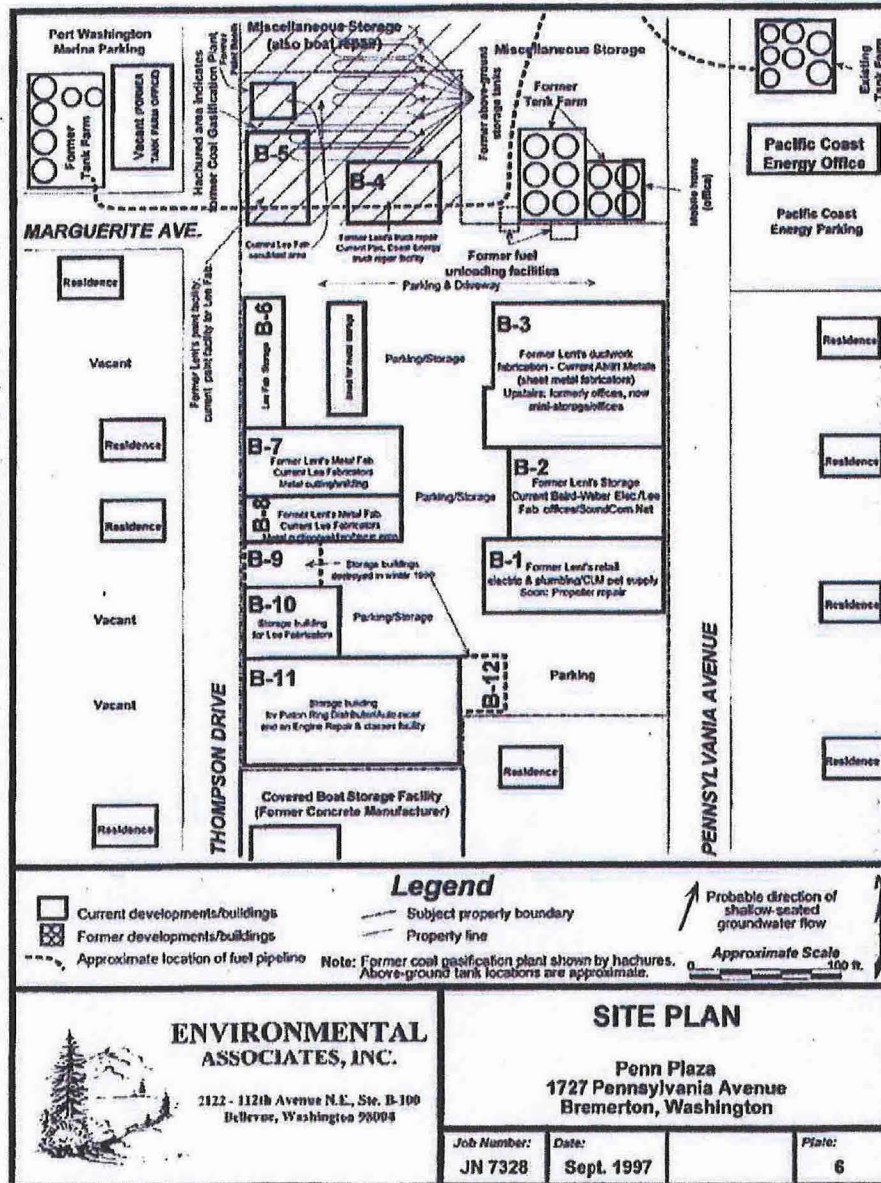 Port Washington
Marina Parking
Former
Tank Farm
Vacant (FORMER
TANK FARM OFFICE)
Hachured area indicates
former Coal Gasification Plant
Former
Miscellaneous Storage
(also boat repair)
Former above-ground
storage tanks
Miscellaneous Storage
Former
Tank Farm
Mobile home
(office)
Existing
Tank Farm
Pacific Coast
Energy Office
Pacific Coast
Energy Parking
B-5
B-4
MARGUERITE AVE.
Current Lee Fab.
sandblast area
Former Lent's truck repair
Current Pac. Coast Energy
truck repair facility
Former fuel
unloading facilities
Parking & Driveway
Former Lent's paint facility;
current paint facility for Lee Fab.
Residence
Vacant
Residence
Residence
Vacant
Vacant
Residence
THOMPSON DRIVE
B-6
Lee Fab Storage
Parking/Storage
B-3
Former Lent's ductwork
fabrication - Current
Metals
(sheet metal fabricators)
Upstairs: formerly offices, now
mini-storage/offices
B-7
Former Lent's Metal Fab
Current Lee Fabricators
Metal cutting/welding
B-8
Former Lent's Metal Fab
Current Lee Fabricators
Parking/Storage
B-2
Former Lent's Storage
Current Baird-Weber Elec./Lee
Fab. offices/SoundCom.Net
B-9
Storage buildings
destroyed in winter
B-1
Former Lent's retail
electric & plumbing/CLM pet supply
Soon: Propeller repair
B-10
Storage building
for Lee Fabricators
Parking/Storage
B-11
Storage building
for Piston Ring Distributor/Auto racer
and an Engine Repair & classes facility
B-12
Parking
Residence
Covered Boat Storage Facility
(Former Concrete Manufacturer)
PENNSYLVANIA AVENUE
Residence
Residence
Residence
Residence
Legend
Current developments/buildings
Former developments/buildings
Approximate location of fuel pipeline
Subject property boundary
Property line
Note: Former coal gasification plant shown by hachures.
Above-ground tank locations are approximate.
Probable direction of
shallow-seated
groundwater flow
Approximate Scale
0 100 ft.
ENVIRONMENTAL
ASSOCIATES, INC.
2122 - 112th Avenue N.E., Ste. B-100
Bellevue, Washington 98004
SITE PLAN
Penn Plaza
1727 Pennsylvania Avenue
Bremerton, Washington
Job Number:
JN 7328
Date:
Sept. 1997
Plate:
6